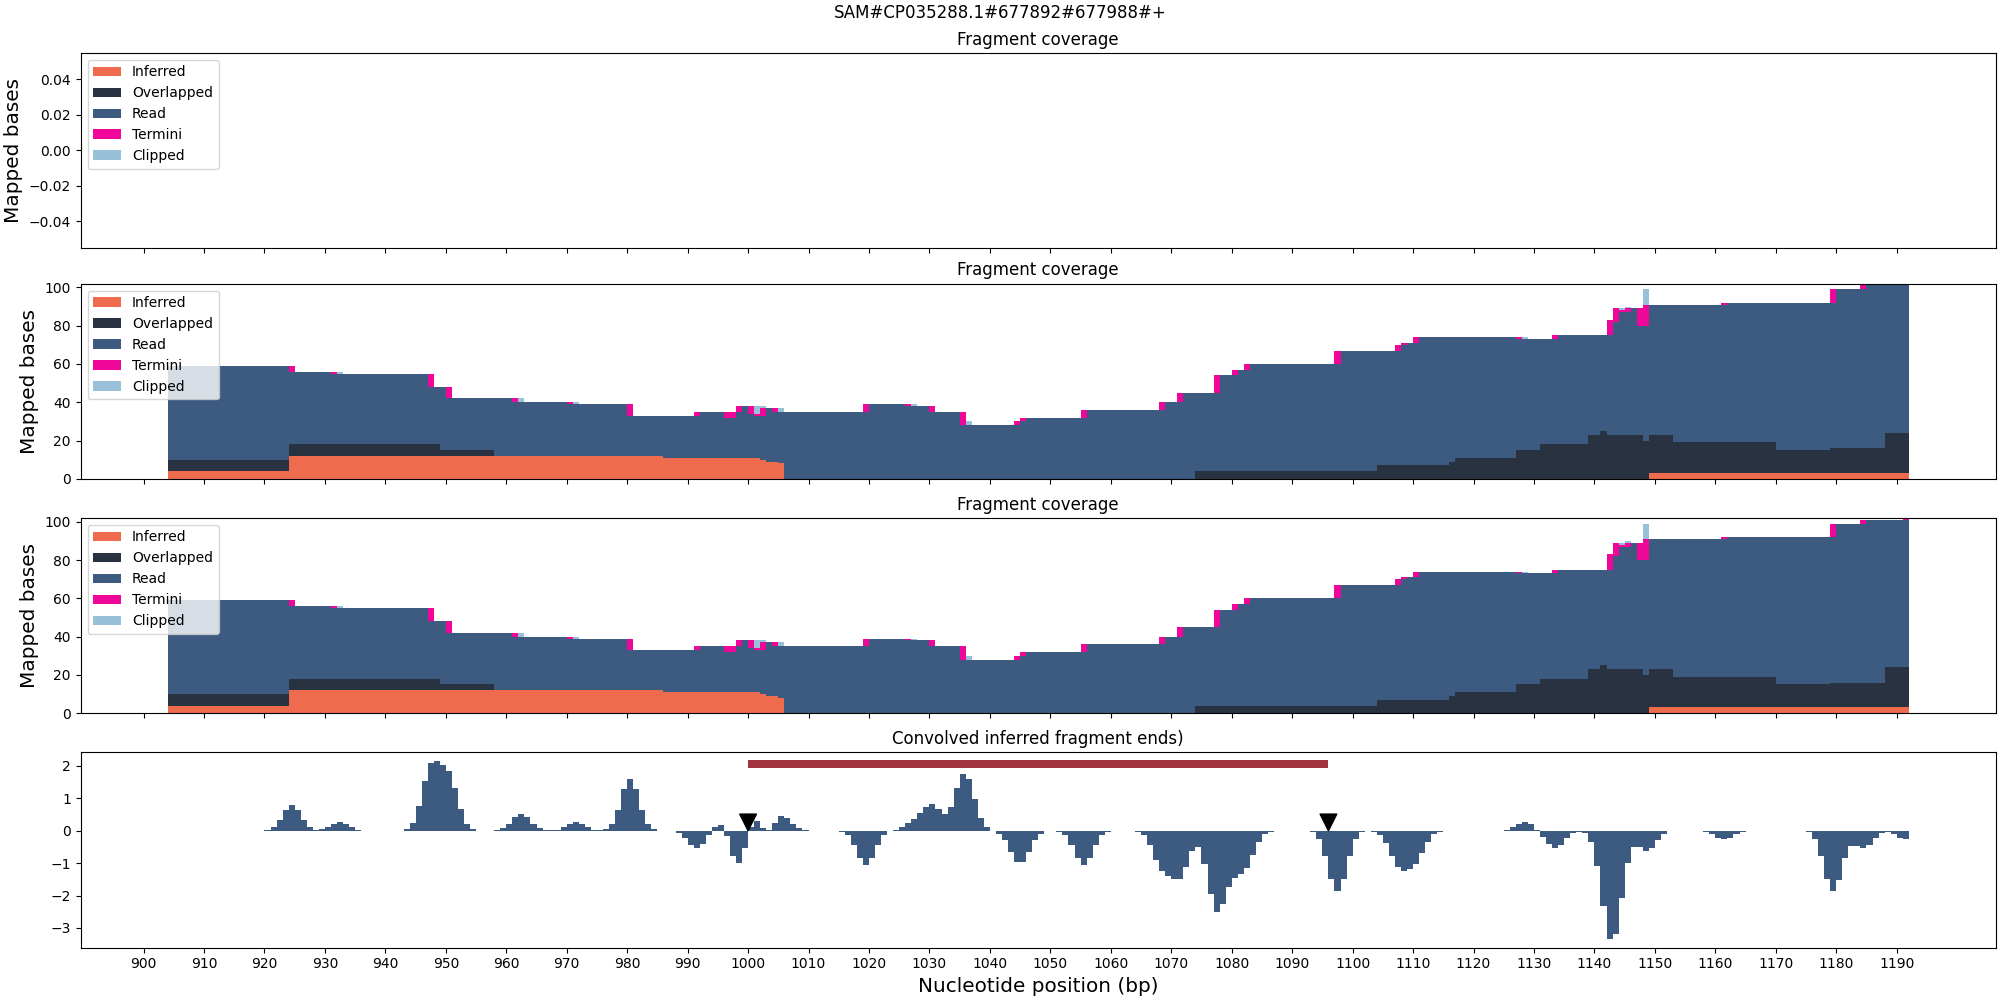 SAM#CP035288.1#677892#677988#+
Fragment coverage
Mapped bases
0.04
0.02
0.00
−0.02
−0.04
Inferred
Overlapped
Read
Termini
Clipped
Fragment coverage
Mapped bases
100
80
60
40
20
0
Inferred
Overlapped
Read
Termini
Clipped
Fragment coverage
Mapped bases
100
80
60
40
20
0
Inferred
Overlapped
Read
Termini
Clipped
Convolved inferred fragment ends)
2
1
0
−1
−2
−3
900 910 920 930 940 950 960 970 980 990 1000 1010 1020 1030 1040 1050 1060 1070 1080 1090 1100 1110 1120 1130 1140 1150 1160 1170 1180 1190
Nucleotide position (bp)